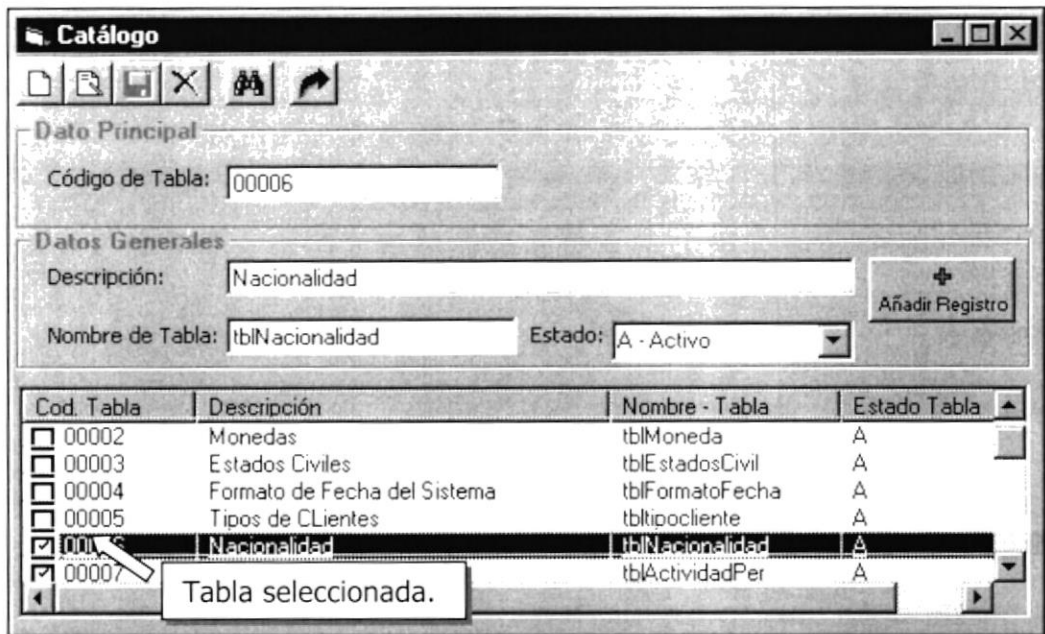 Catálogo
Dato Principal
Código de Tabla: 00006
Datos Generales
Descripción: Nacionalidad
Añadir Registro
Nombre de Tabla: tblNacionalidad Estado: A - Activo
Cod. Tabla Descripción Nombre - Tabla Estado Tabla
00002 Monedas tblMoneda A
00003 Estados Civiles tblEstadosCivil A
00004 Formato de Fecha del Sistema tblFormatoFecha A
00005 Tipos de CLientes tbltipocliente A
Nacionalidad tblNacionalidad A
00007 tblActividadPer A
Tabla seleccionada.